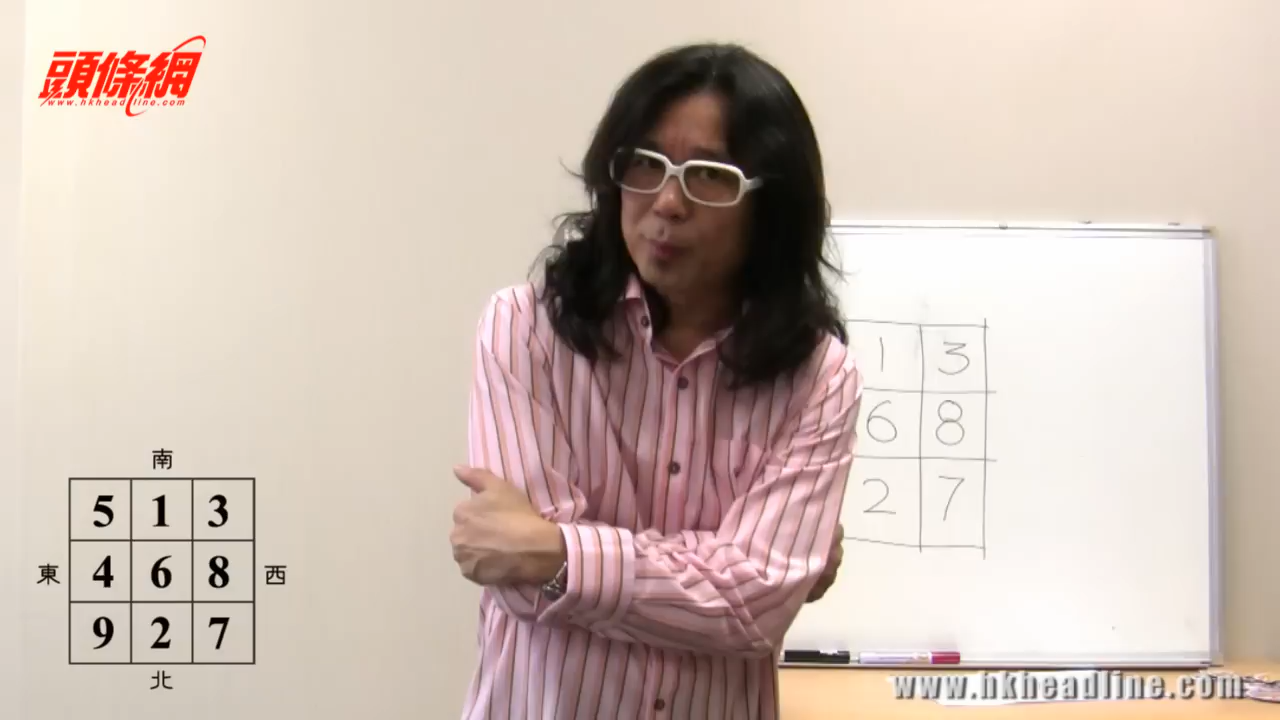 頭條網
www.hkheadline.com
南
5 1 3
東 4 6 8 西
9 2 7
北
1 3
6 8
2 7
www.hkheadline.com